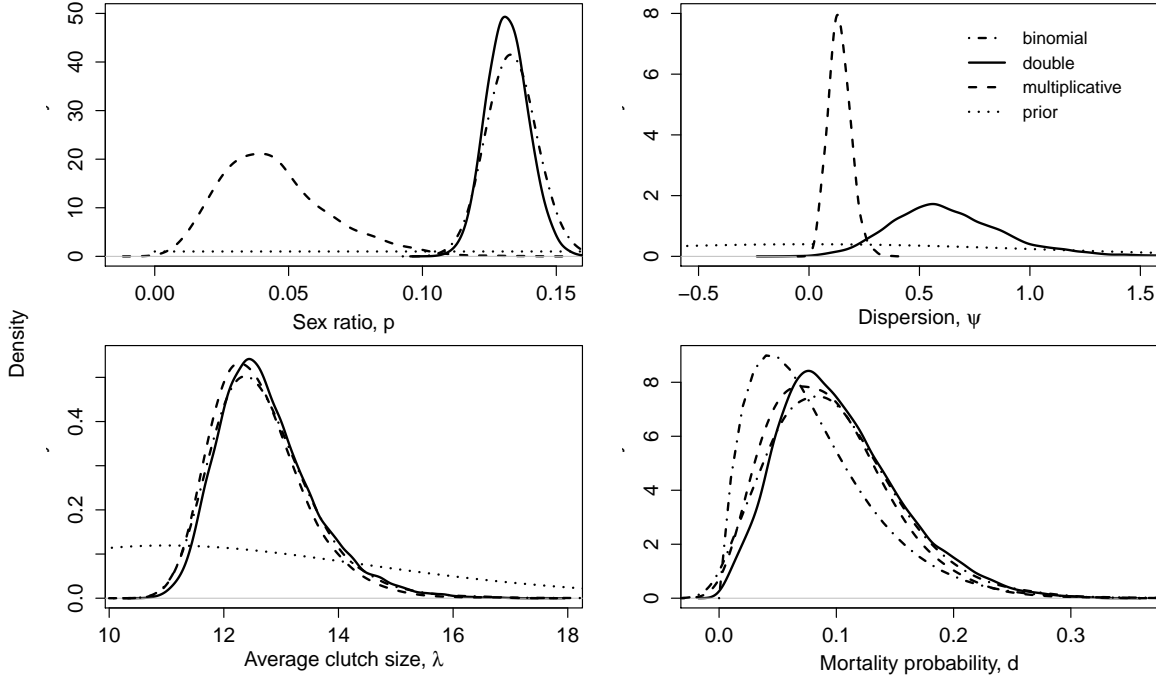 0 10 20 30 40 50
0.00 0.05 0.10 0.15
Sex ratio, p
0 2 4 6 8
−0.5 0.0 0.5 1.0 1.5
Dispersion, ψ
binomial
double
multiplicative
prior
Density
0.0 0.2 0.4
10 12 14 16 18
Average clutch size, λ
0 2 4 6 8
0.0 0.1 0.2 0.3
Mortality probability, d